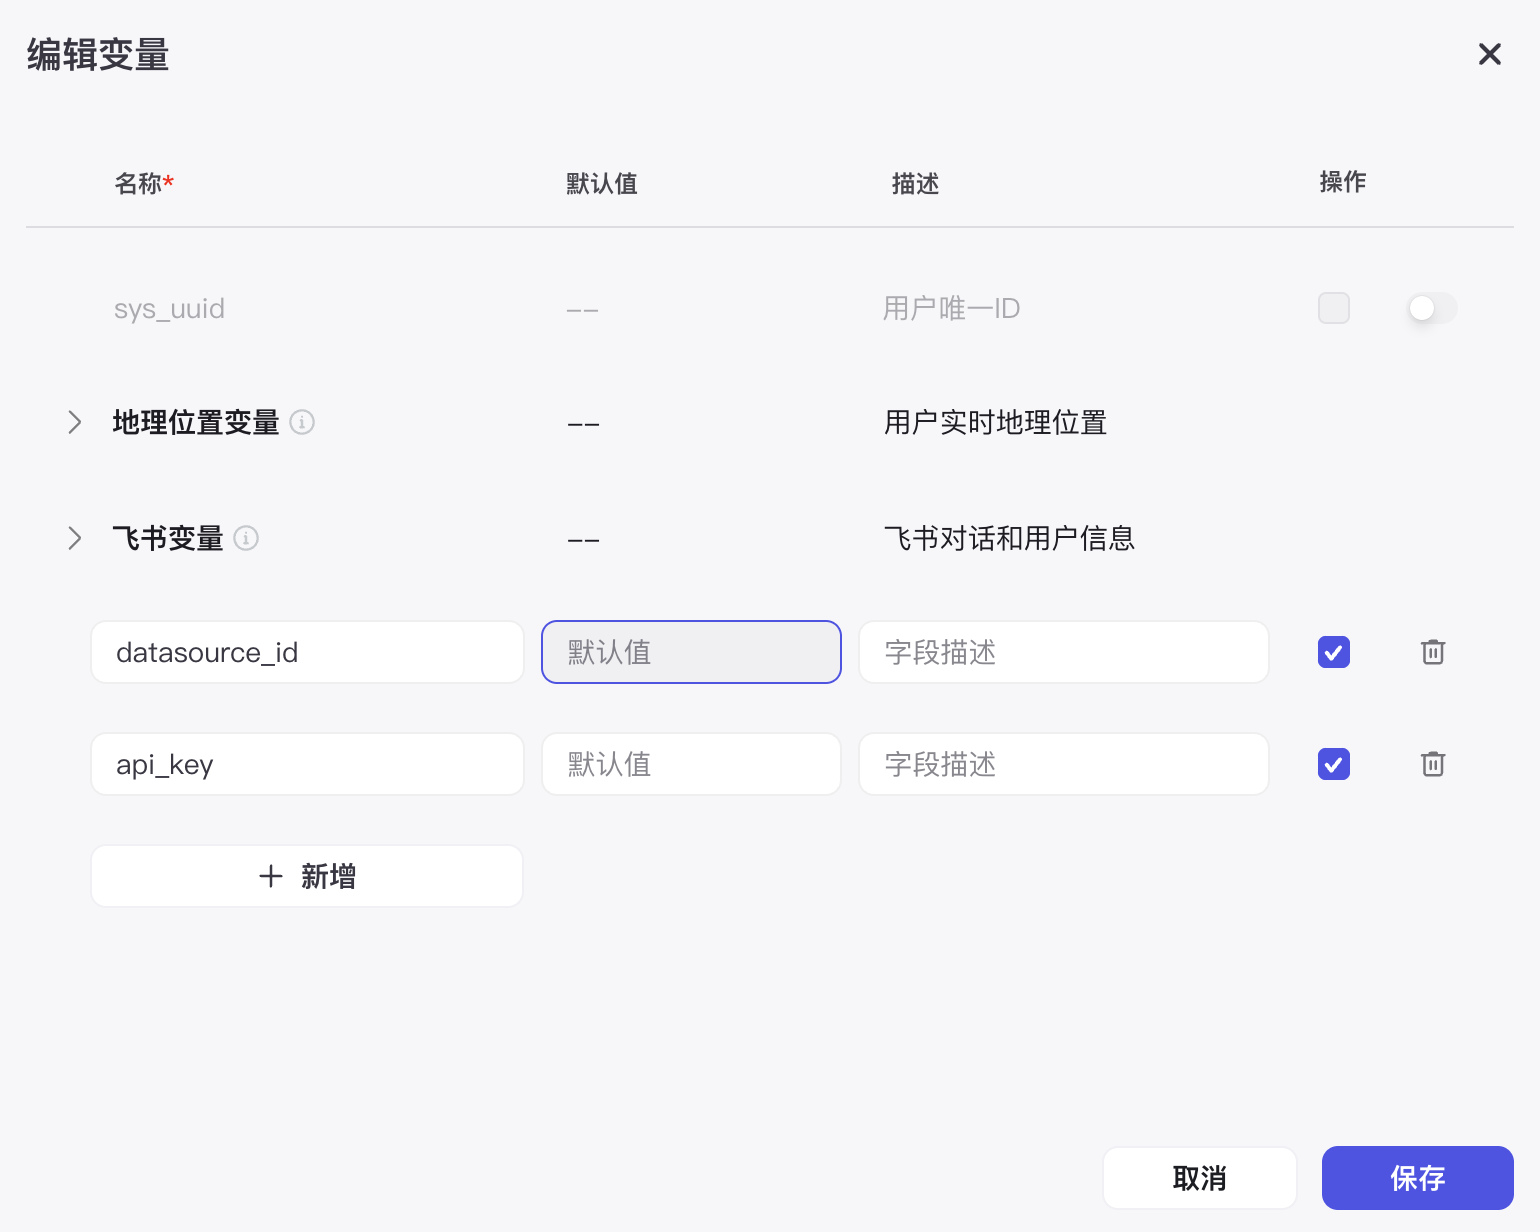 编辑变量
名称* 默认值 描述 操作
sys_uuid -- 用户唯一ID
地理位置变量 -- 用户实时地理位置
飞书变量 -- 飞书对话和用户信息
datasource_id 默认值 字段描述
api_key 默认值 字段描述
新增
取消 保存